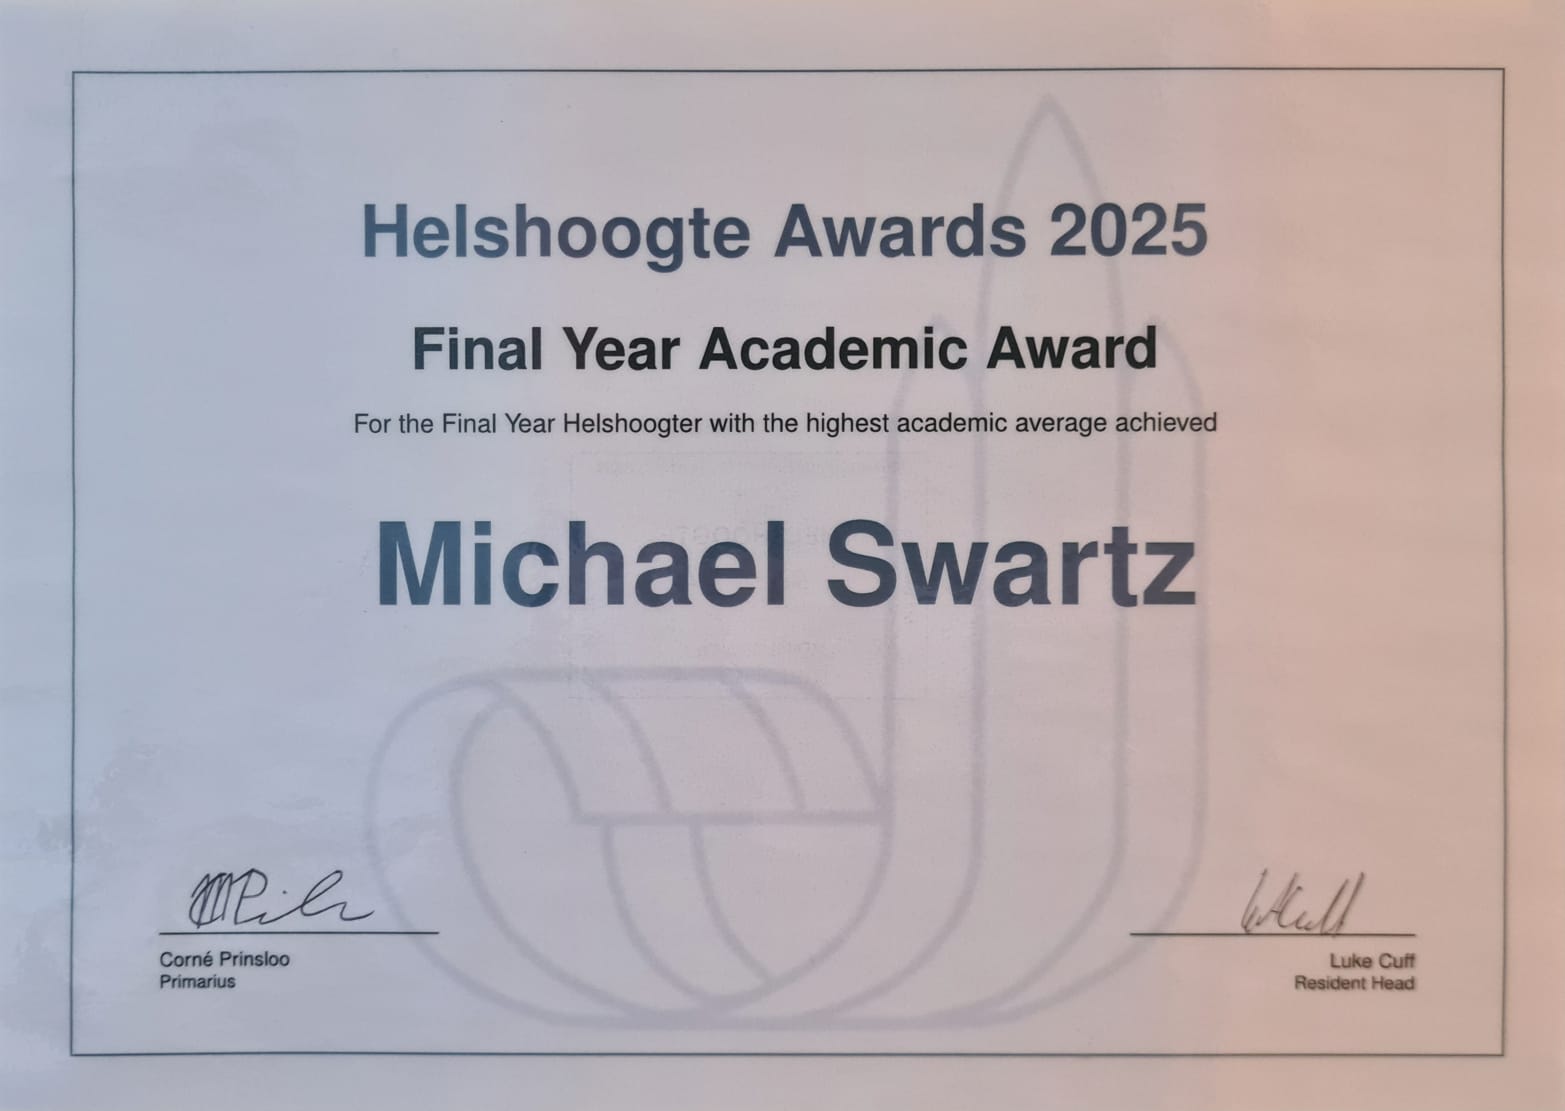 Helshoogte Awards 2025
Final Year Academic Award
For the Final Year Helshoogter with the highest academic average achieved
Michael Swartz
Corné Prinsloo
Primarius
Luke Cuff
Resident Head